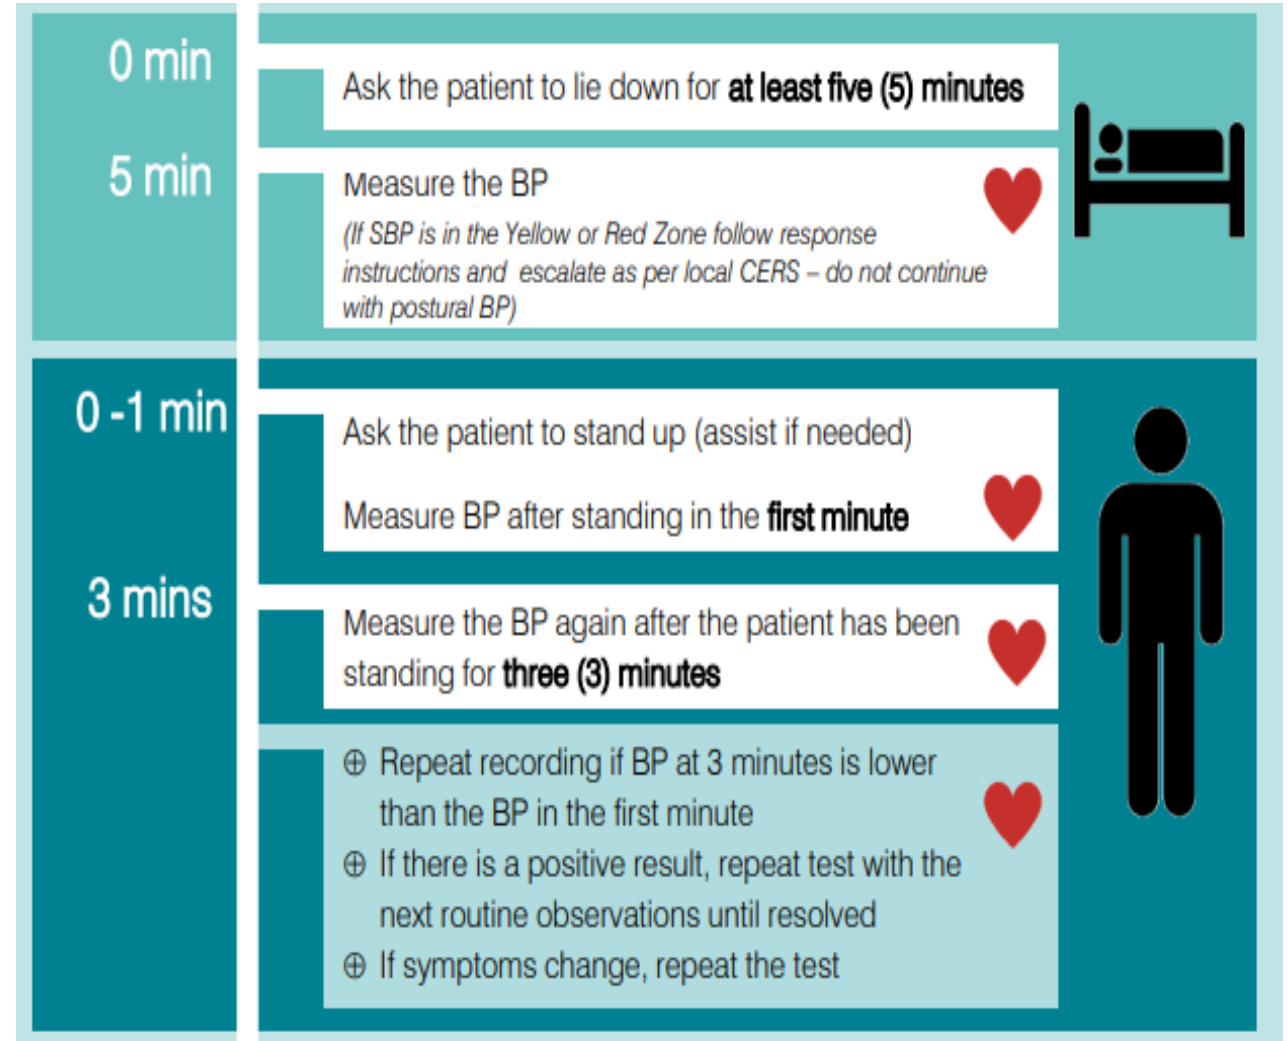 0 min
Ask the patient to lie down for at least five (5) minutes
5 min
Measure the BP
(If SBP is in the Yellow or Red Zone follow response
instructions and escalate as per local CERS – do not continue
with postural BP)
0 -1 min
Ask the patient to stand up (assist if needed)
Measure BP after standing in the first minute
3 mins
Measure the BP again after the patient has been
standing for three (3) minutes
⊕ Repeat recording if BP at 3 minutes is lower
than the BP in the first minute
⊕ If there is a positive result, repeat test with the
next routine observations until resolved
⊕ If symptoms change, repeat the test